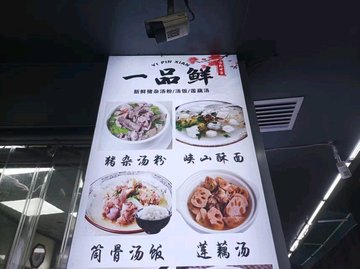 YI PIN XIAN
一品鲜
新鲜猪杂汤粉/汤饭/莲藕汤
猪杂汤粉
峡山酥面
筒骨汤饭
莲藕汤